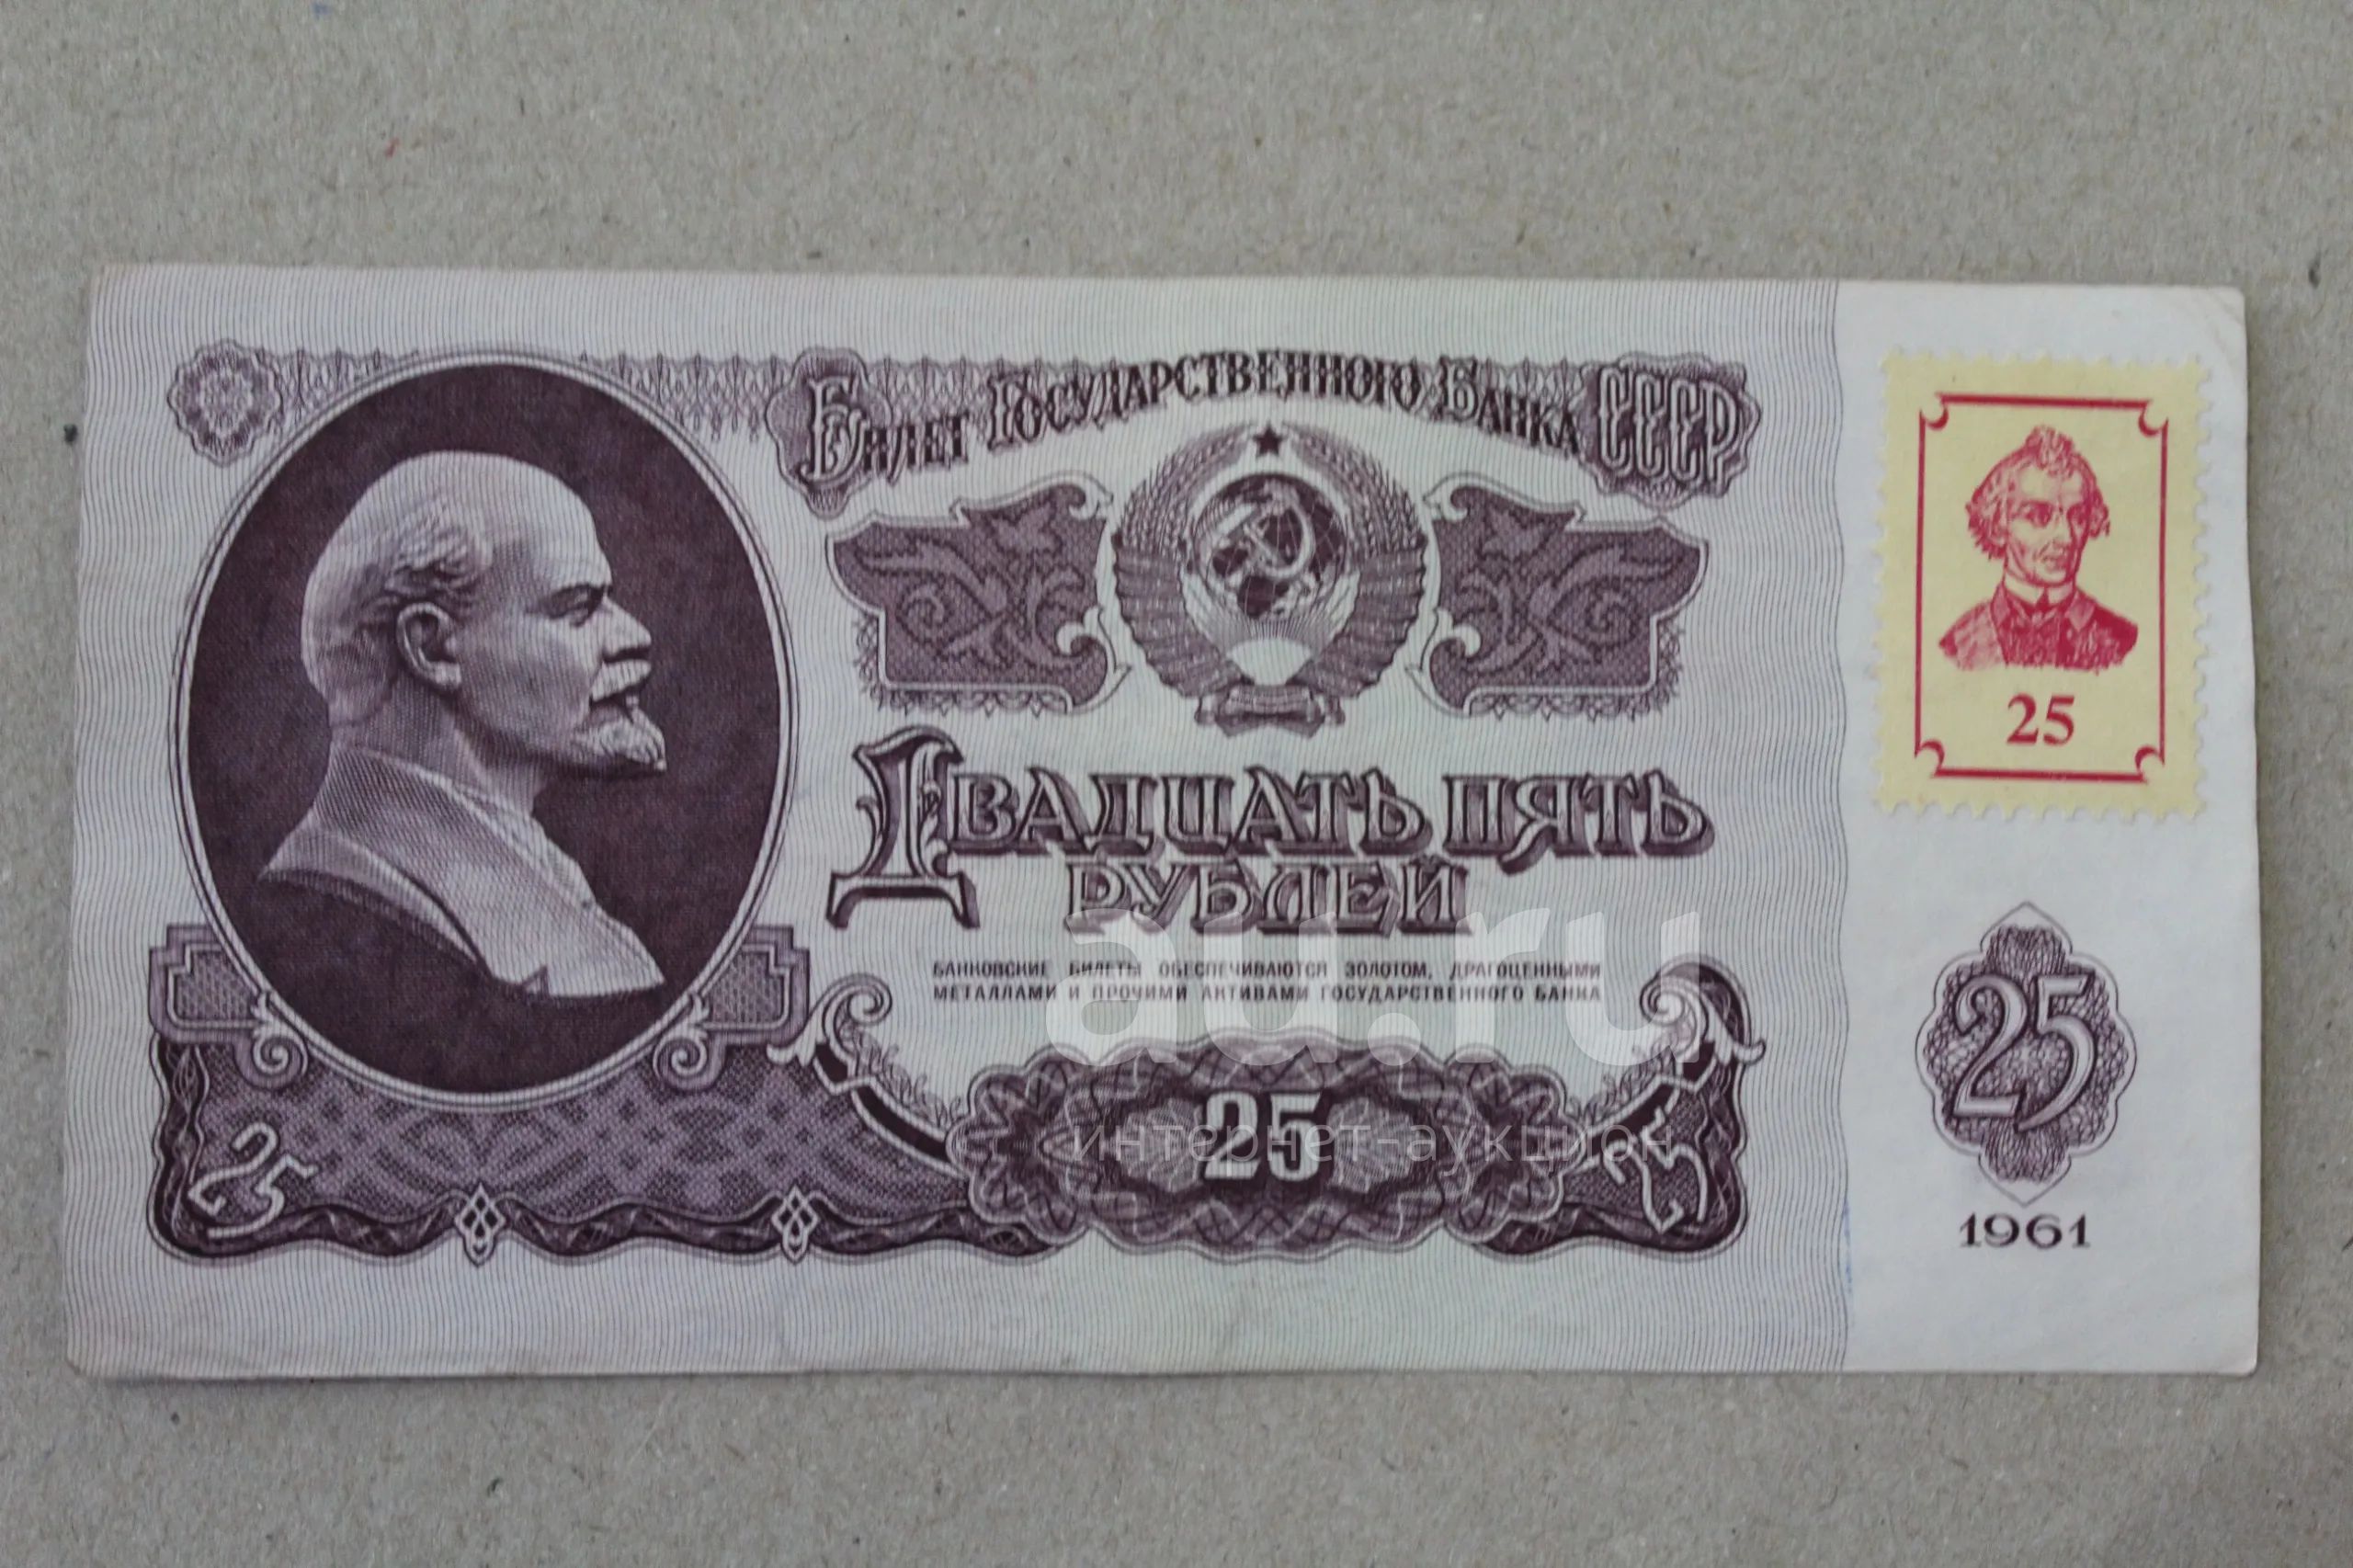 Билет Государственного Банка СССР
25
Двадцать пять
рублей
БАНКОВСКИЕ БИЛЕТЫ ОБЕСПЕЧИВАЮТСЯ ЗОЛОТОМ, ДРАГОЦЕННЫМИ
МЕТАЛЛАМИ И ПРОЧИМИ АКТИВАМИ ГОСУДАРСТВЕННОГО БАНКА
au.ru
интернет-аукцион
25
25
25
25
1961